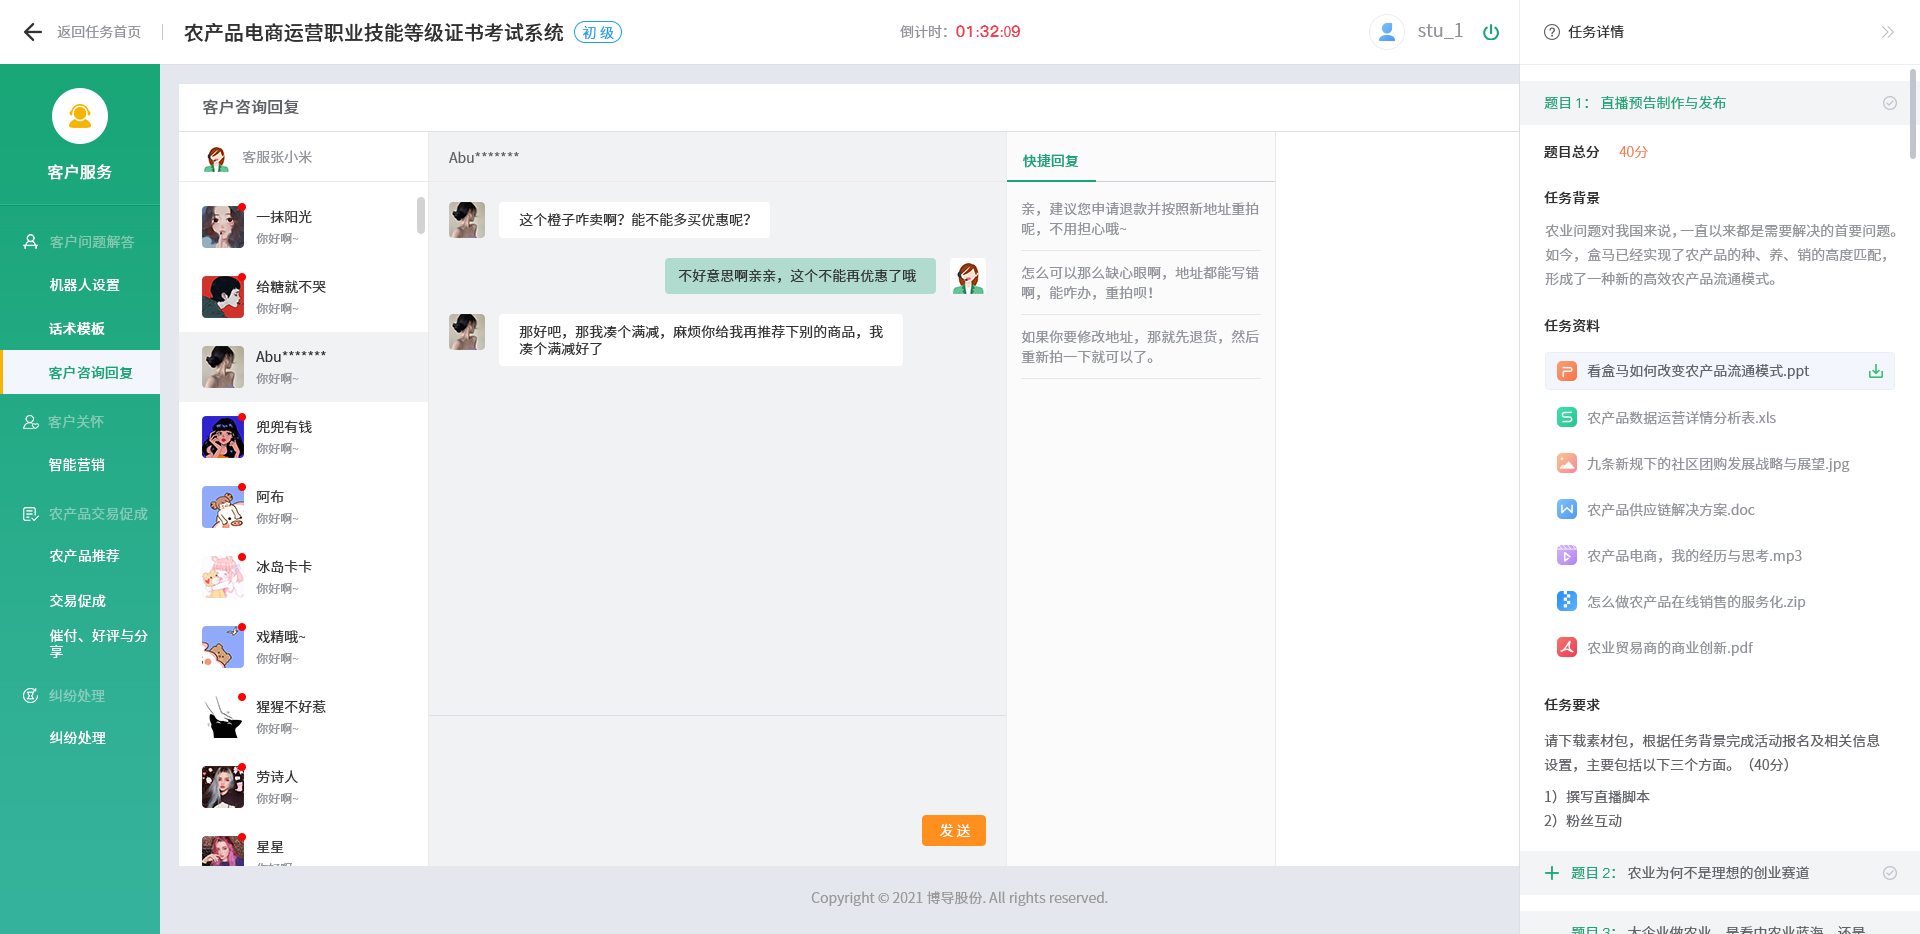 返回任务首页
农产品电商运营职业技能等级证书考试系统
初 级
倒计时：01:32:09
stu_1
任务详情
客户服务
客户问题解答
机器人设置
话术模板
客户咨询回复
客户关怀
智能营销
农产品交易促成
农产品推荐
交易促成
催付、好评与分
享
纠纷处理
纠纷处理
客户咨询回复
客服张小米
一抹阳光
你好啊~
给糖就不哭
你好啊~
Abu*******
你好啊~
兜兜有钱
你好啊~
阿布
你好啊~
冰岛卡卡
你好啊~
戏精哦~
你好啊~
猩猩不好惹
你好啊~
劳诗人
你好啊~
星星
你好啊~
Abu*******
这个橙子咋卖啊？能不能多买优惠呢？
不好意思啊亲亲，这个不能再优惠了哦
那好吧，那我凑个满减，麻烦你给我再推荐下别的商品，我
凑个满减好了
发 送
快捷回复
亲，建议您申请退款并按照新地址重拍
呢，不用担心哦~
怎么可以那么缺心眼啊，地址都能写错
啊，能咋办，重拍呗！
如果你要修改地址，那就先退货，然后
重新拍一下就可以了。
Copyright © 2021 博导股份. All rights reserved.
题目 1： 直播预告制作与发布
题目总分 40分
任务背景
农业问题对我国来说，一直以来都是需要解决的首要问题。
如今，盒马已经实现了农产品的种、养、销的高度匹配，
形成了一种新的高效农产品流通模式。
任务资料
看盒马如何改变农产品流通模式.ppt
农产品数据运营详情分析表.xls
九条新规下的社区团购发展战略与展望.jpg
农产品供应链解决方案.doc
农产品电商，我的经历与思考.mp3
怎么做农产品在线销售的服务化.zip
农业贸易商的商业创新.pdf
任务要求
请下载素材包，根据任务背景完成活动报名及相关信息
设置，主要包括以下三个方面。（40分）
1）撰写直播脚本
2）粉丝互动
题目 2： 农业为何不是理想的创业赛道
题目 3： 大企业做农业，是看中农业蓝海，还是